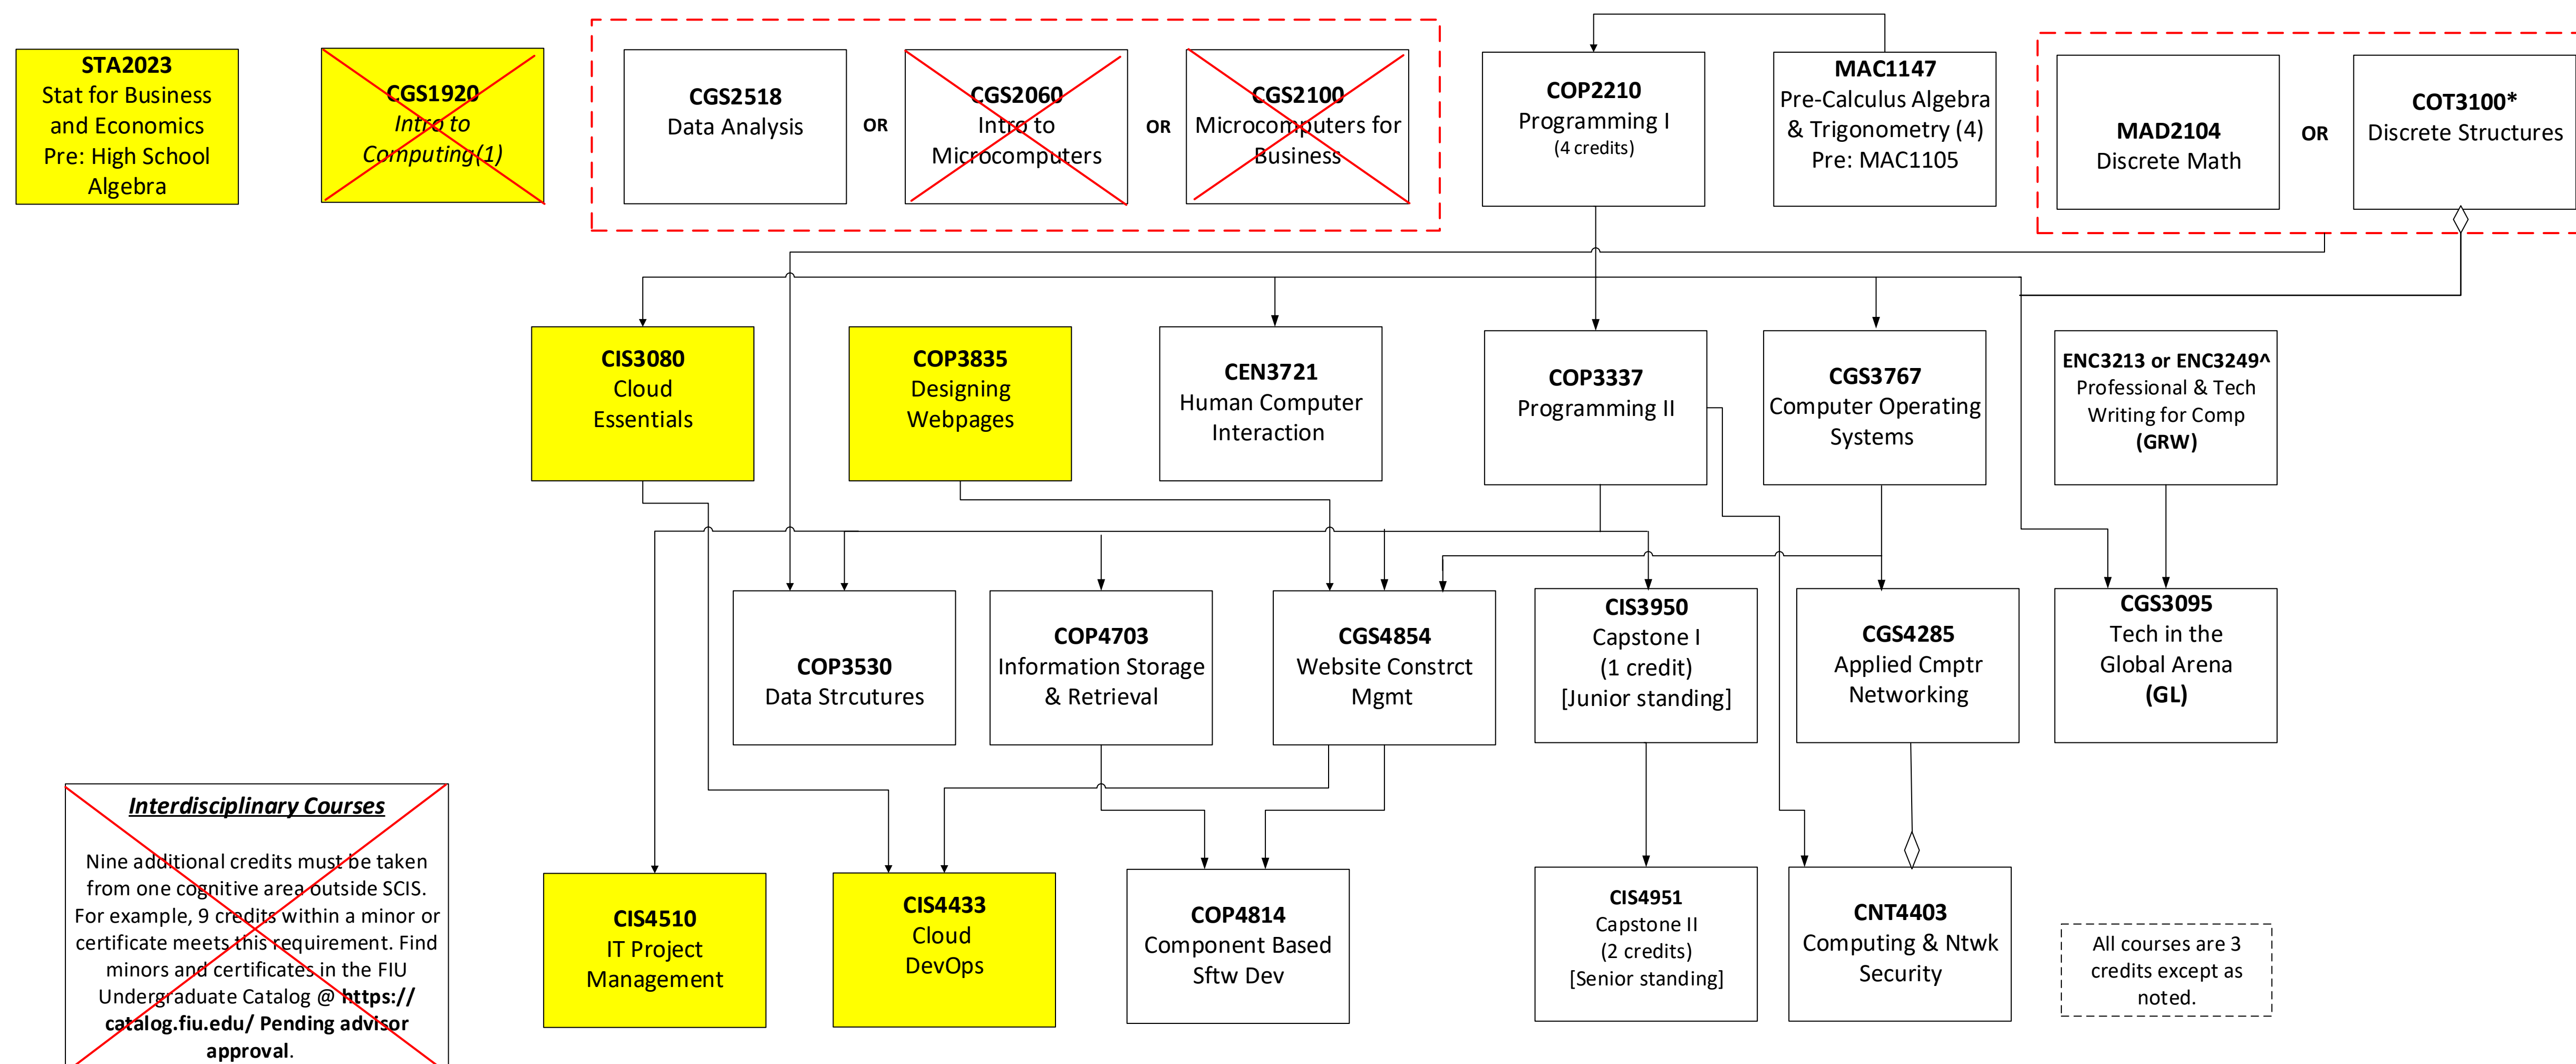 STA2023
Stat for Business
and Economics
Pre: High School
Algebra
CGS1920
Intro to
Computing(1)
CGS2518
Data Analysis
OR
CGS2060
Intro to
Microcomputers
OR
CGS2100
Microcomputers for
Business
COP2210
Programming I
(4 credits)
MAC1147
Pre-Calculus Algebra
& Trigonometry (4)
Pre: MAC1105
MAD2104
Discrete Math
OR
COT3100*
Discrete Structures
CIS3080
Cloud
Essentials
COP3835
Designing
Webpages
CEN3721
Human Computer
Interaction
COP3337
Programming II
CGS3767
Computer Operating
Systems
ENC3213 or ENC3249^
Professional & Tech
Writing for Comp
(GRW)
COP3530
Data Strcutures
COP4703
Information Storage
& Retrieval
CGS4854
Website Constrct
Mgmt
CIS3950
Capstone I
(1 credit)
[Junior standing]
CGS4285
Applied Cmptr
Networking
CGS3095
Tech in the
Global Arena
(GL)
Interdisciplinary Courses
Nine additional credits must be taken
from one cognitive area outside SCIS.
For example, 9 credits within a minor or
certificate meets this requirement. Find
minors and certificates in the FIU
Undergraduate Catalog @ https://
catalog.fiu.edu/ Pending advisor
approval.
CIS4510
IT Project
Management
CIS4433
Cloud
DevOps
COP4814
Component Based
Sftw Dev
CIS4951
Capstone II
(2 credits)
[Senior standing]
CNT4403
Computing & Ntwk
Security
All courses are 3
credits except as
noted.